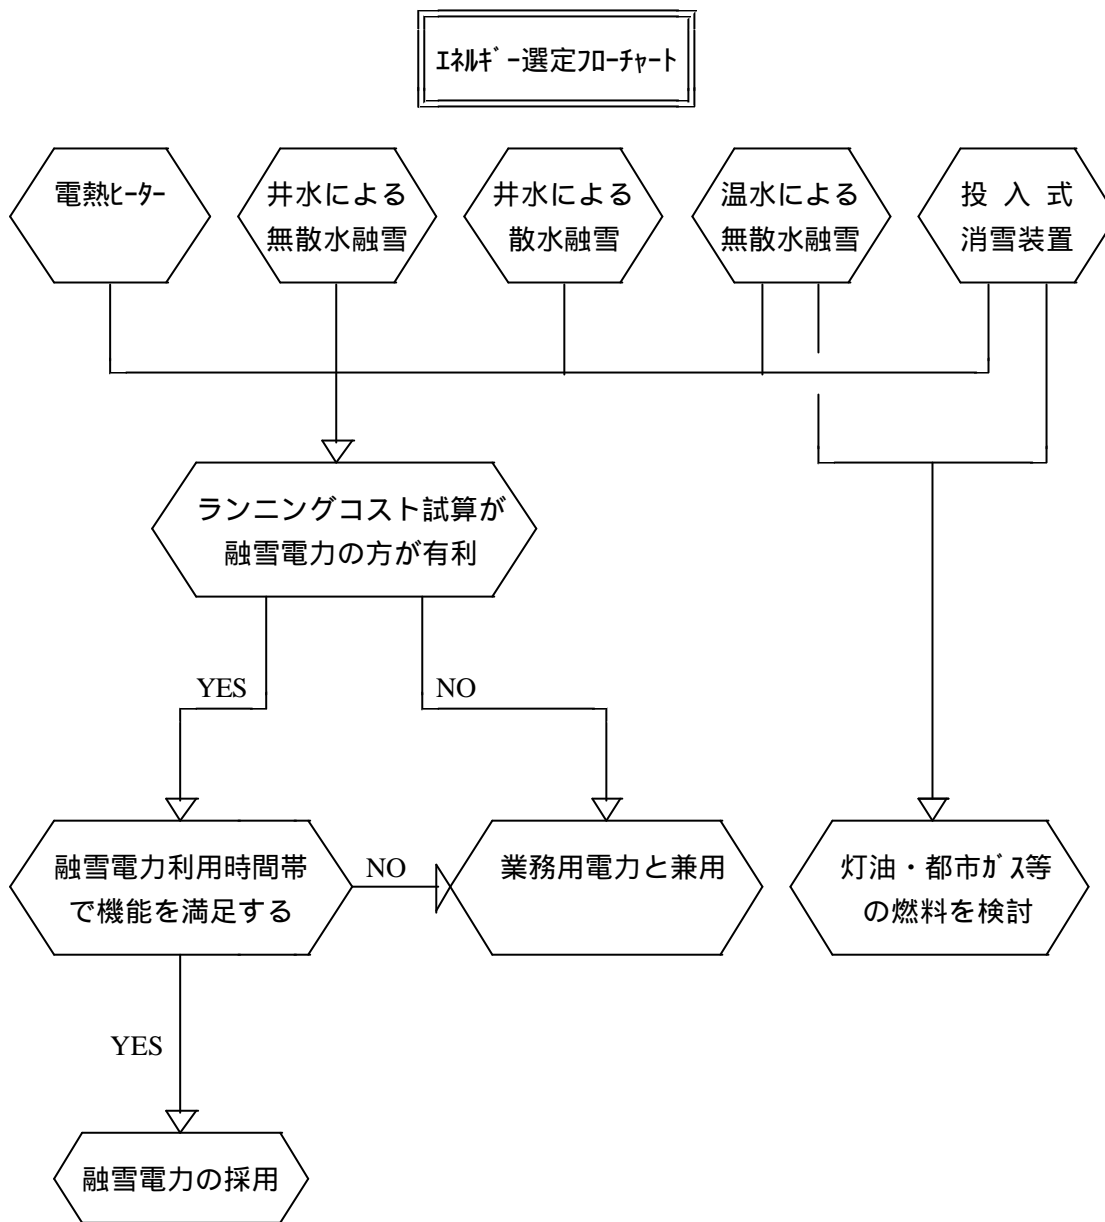 エネルギー選定フローチャート
電熱ヒーター
井水による
無散水融雪
井水による
散水融雪
温水による
無散水融雪
投入式
消雪装置
ランニングコスト試算が
融雪電力の方が有利
YES
NO
融雪電力利用時間帯
で機能を満足する
NO
業務用電力と兼用
灯油・都市ガス等
の燃料を検討
YES
融雪電力の採用